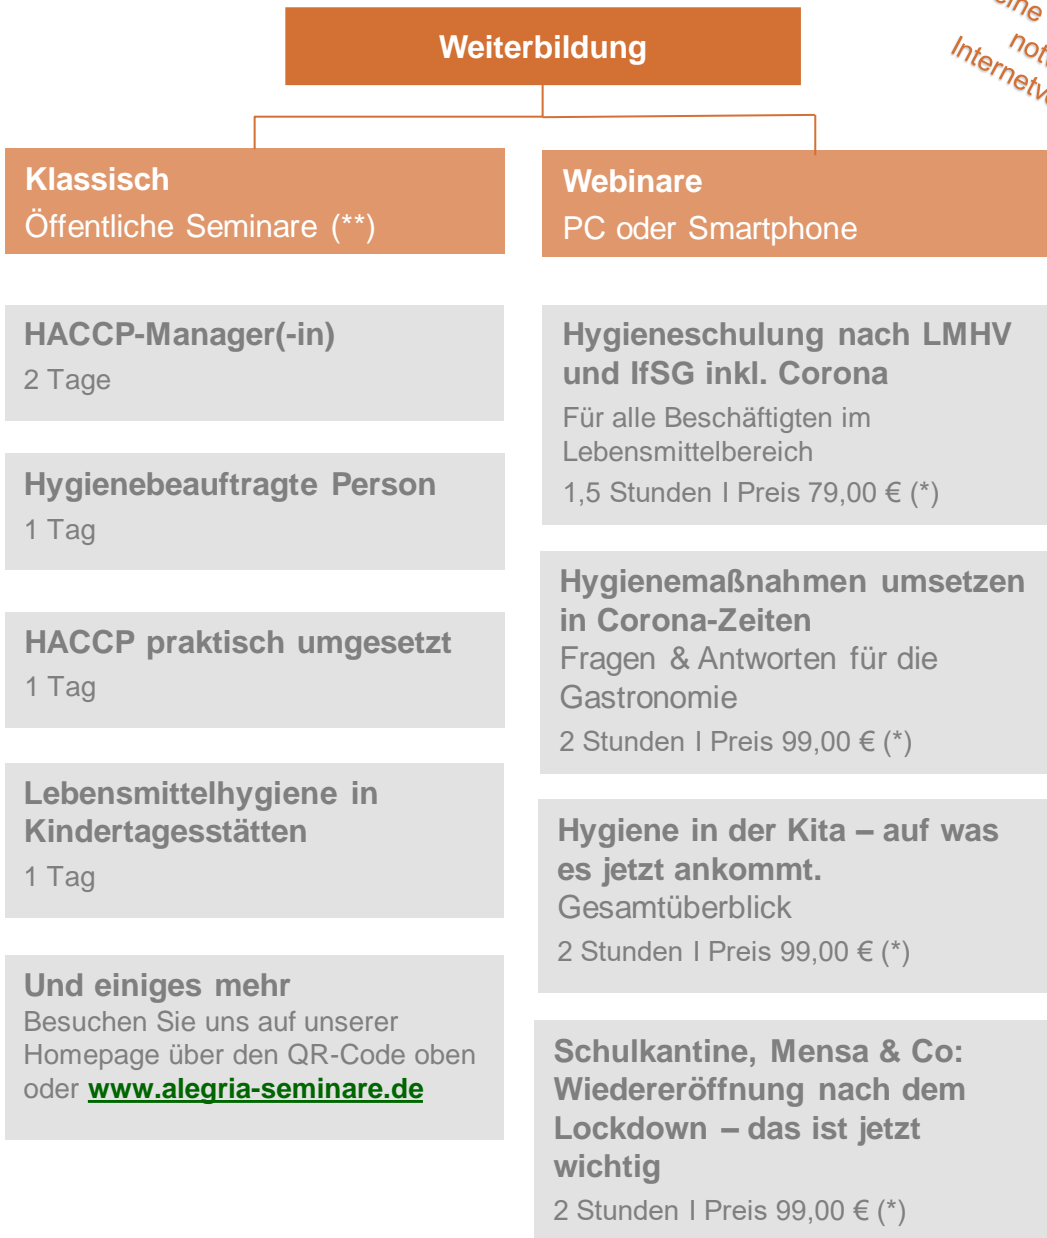 Weiterbildung
Klassisch
Öffentliche Seminare (**)
HACCP-Manager(-in)
2 Tage
Hygienebeauftragte Person
1 Tag
HACCP praktisch umgesetzt
1 Tag
Lebensmittelhygiene in
Kindertagesstätten
1 Tag
Und einiges mehr
Besuchen Sie uns auf unserer
Homepage über den QR-Code oben
oder www.alegria-seminare.de
Webinare
PC oder Smartphone
Hygieneschulung nach LMHV
und IfSG inkl. Corona
Für alle Beschäftigten im
Lebensmittelbereich
1,5 Stunden I Preis 79,00 € (*)
Hygienemaßnahmen umsetzen
in Corona-Zeiten
Fragen & Antworten für die
Gastronomie
2 Stunden I Preis 99,00 € (*)
Hygiene in der Kita – auf was
es jetzt ankommt.
Gesamtüberblick
2 Stunden I Preis 99,00 € (*)
Schulkantine, Mensa & Co:
Wiedereröffnung nach dem
Lockdown – das ist jetzt
wichtig
2 Stunden I Preis 99,00 € (*)